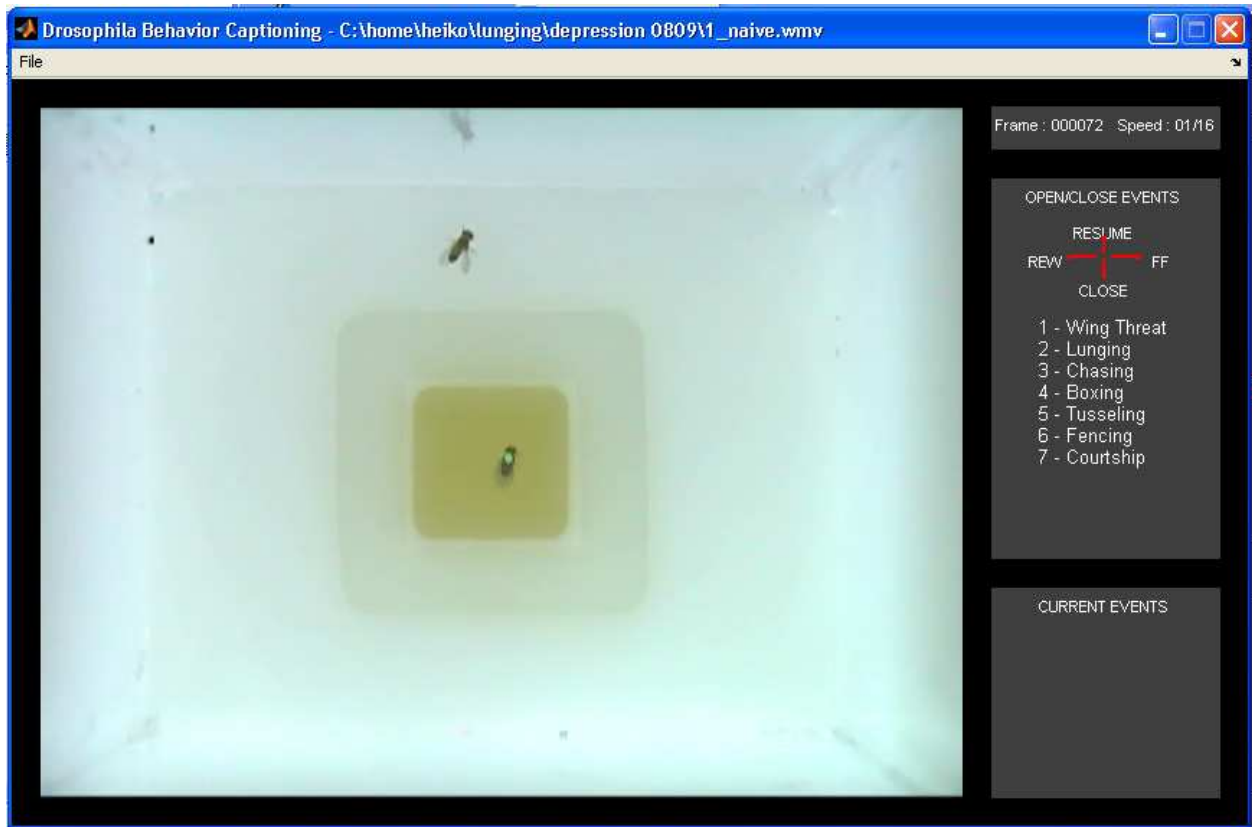 Drosophila Behavior Captioning - C:\home\heiko\lunging\depression 0809\1_naive.wmv
File
Frame : 000072 Speed : 01/16
OPEN/CLOSE EVENTS
RESUME
REW FF
CLOSE
1 - Wing Threat
2 - Lunging
3 - Chasing
4 - Boxing
5 - Tusseling
6 - Fencing
7 - Courtship
CURRENT EVENTS